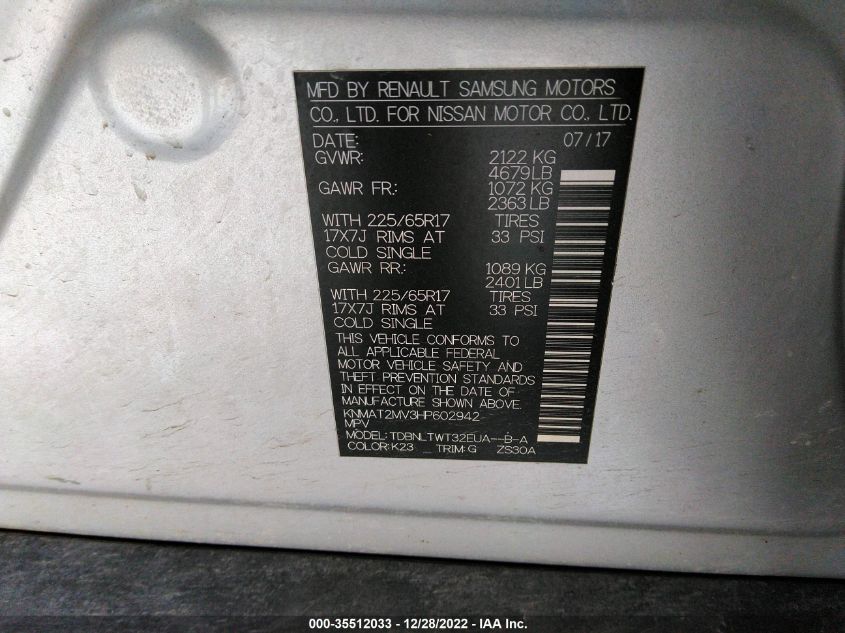 MFD BY RENAULT SAMSUNG MOTORS
CO., LTD. FOR NISSAN MOTOR CO., LTD.
DATE: 07/17
GVWR: 2122 KG
4679 LB
GAWR FR: 1072 KG
2363 LB
WITH 225/65R17 TIRES
17X7J RIMS AT 33 PSI
COLD SINGLE
GAWR RR: 1089 KG
2401 LB
WITH 225/65R17 TIRES
17X7J RIMS AT 33 PSI
COLD SINGLE
THIS VEHICLE CONFORMS TO
ALL APPLICABLE FEDERAL
MOTOR VEHICLE SAFETY AND
THEFT PREVENTION STANDARDS
IN EFFECT ON THE DATE OF
MANUFACTURE SHOWN ABOVE.
KNMAT2MV3HP602942
MPV
MODEL: TDBNLTWT32EUA--B-A
COLOR: K23 _ TRIM: G ZS30A
000-35512033 - 12/28/2022 - IAA Inc.